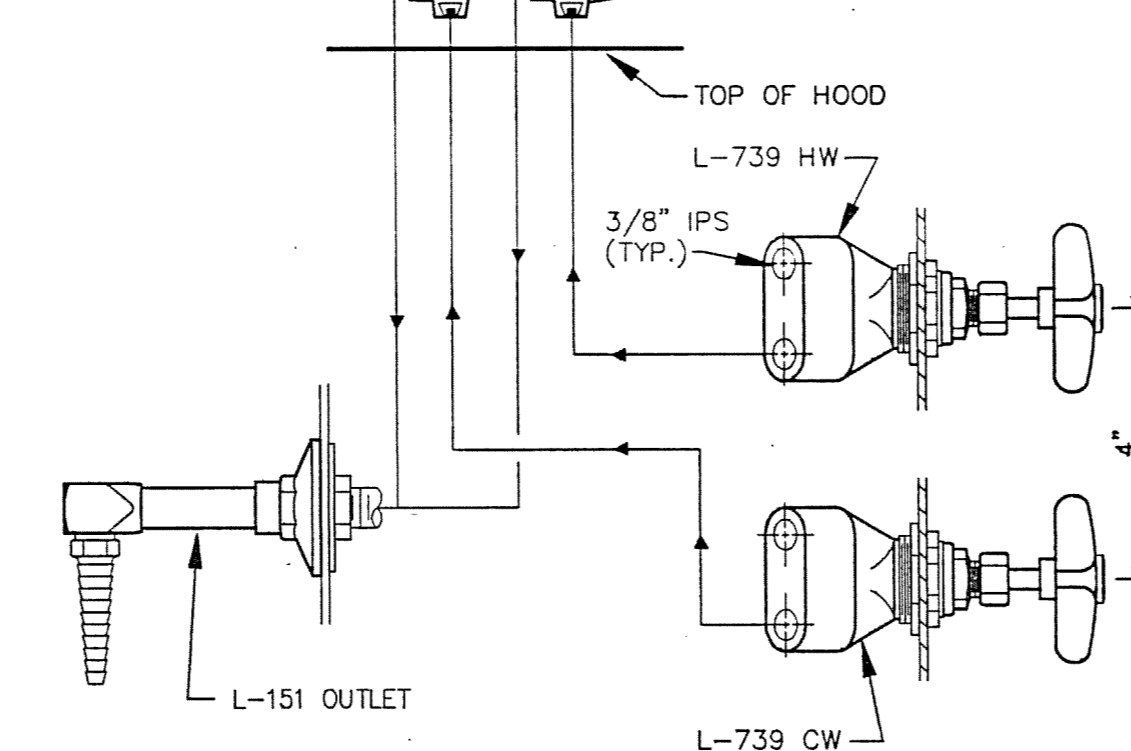 TOP OF HOOD
L-739 HW
3/8" IPS
(TYP.)
4"
L-151 OUTLET
L-739 CW